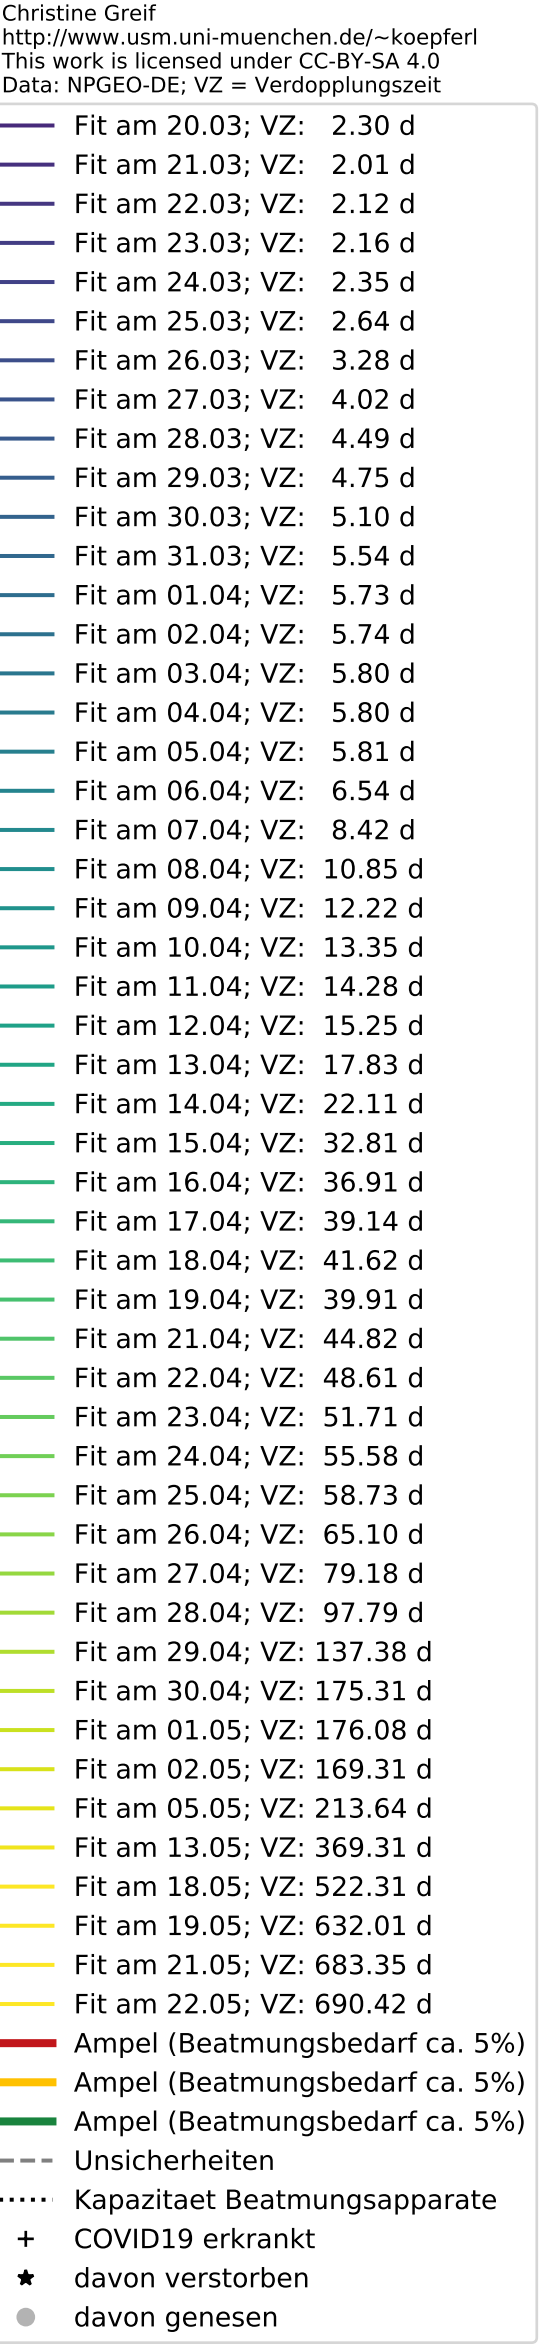 Christine Greif
http://www.usm.uni-muenchen.de/~koepferl
This work is licensed under CC-BY-SA 4.0
Data: NPGEO-DE; VZ = Verdopplungszeit
Fit am 20.03; VZ: 2.30 d
Fit am 21.03; VZ: 2.01 d
Fit am 22.03; VZ: 2.12 d
Fit am 23.03; VZ: 2.16 d
Fit am 24.03; VZ: 2.35 d
Fit am 25.03; VZ: 2.64 d
Fit am 26.03; VZ: 3.28 d
Fit am 27.03; VZ: 4.02 d
Fit am 28.03; VZ: 4.49 d
Fit am 29.03; VZ: 4.75 d
Fit am 30.03; VZ: 5.10 d
Fit am 31.03; VZ: 5.54 d
Fit am 01.04; VZ: 5.73 d
Fit am 02.04; VZ: 5.74 d
Fit am 03.04; VZ: 5.80 d
Fit am 04.04; VZ: 5.80 d
Fit am 05.04; VZ: 5.81 d
Fit am 06.04; VZ: 6.54 d
Fit am 07.04; VZ: 8.42 d
Fit am 08.04; VZ: 10.85 d
Fit am 09.04; VZ: 12.22 d
Fit am 10.04; VZ: 13.35 d
Fit am 11.04; VZ: 14.28 d
Fit am 12.04; VZ: 15.25 d
Fit am 13.04; VZ: 17.83 d
Fit am 14.04; VZ: 22.11 d
Fit am 15.04; VZ: 32.81 d
Fit am 16.04; VZ: 36.91 d
Fit am 17.04; VZ: 39.14 d
Fit am 18.04; VZ: 41.62 d
Fit am 19.04; VZ: 39.91 d
Fit am 21.04; VZ: 44.82 d
Fit am 22.04; VZ: 48.61 d
Fit am 23.04; VZ: 51.71 d
Fit am 24.04; VZ: 55.58 d
Fit am 25.04; VZ: 58.73 d
Fit am 26.04; VZ: 65.10 d
Fit am 27.04; VZ: 79.18 d
Fit am 28.04; VZ: 97.79 d
Fit am 29.04; VZ: 137.38 d
Fit am 30.04; VZ: 175.31 d
Fit am 01.05; VZ: 176.08 d
Fit am 02.05; VZ: 169.31 d
Fit am 05.05; VZ: 213.64 d
Fit am 13.05; VZ: 369.31 d
Fit am 18.05; VZ: 522.31 d
Fit am 19.05; VZ: 632.01 d
Fit am 21.05; VZ: 683.35 d
Fit am 22.05; VZ: 690.42 d
Ampel (Beatmungsbedarf ca. 5%)
Ampel (Beatmungsbedarf ca. 5%)
Ampel (Beatmungsbedarf ca. 5%)
Unsicherheiten
Kapazitaet Beatmungsapparate
COVID19 erkrankt
davon verstorben
davon genesen